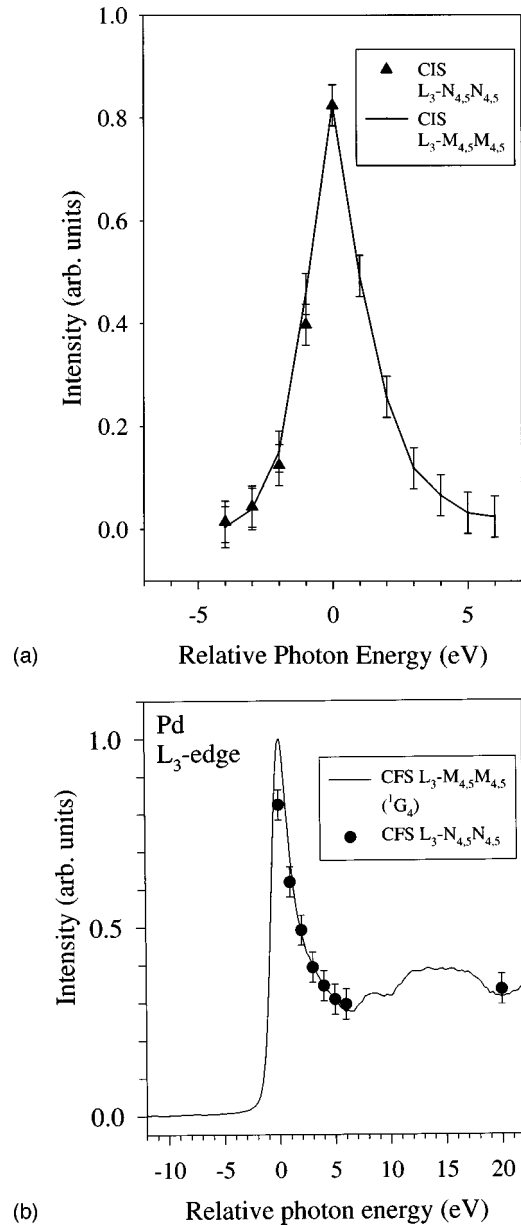 1.0
0.8
0.6
0.4
0.2
0.0
Intensity (arb. units)
CIS
L3-N4,5N4,5
CIS
L3-M4,5M4,5
-5 0 5
(a)
Relative Photon Energy (eV)
Pd
L3-edge
1.0
0.5
0.0
Intensity (arb. units)
CFS L3-M4,5M4,5
(1G4)
CFS L3-N4,5N4,5
-10 -5 0 5 10 15 20
(b)
Relative photon energy (eV)